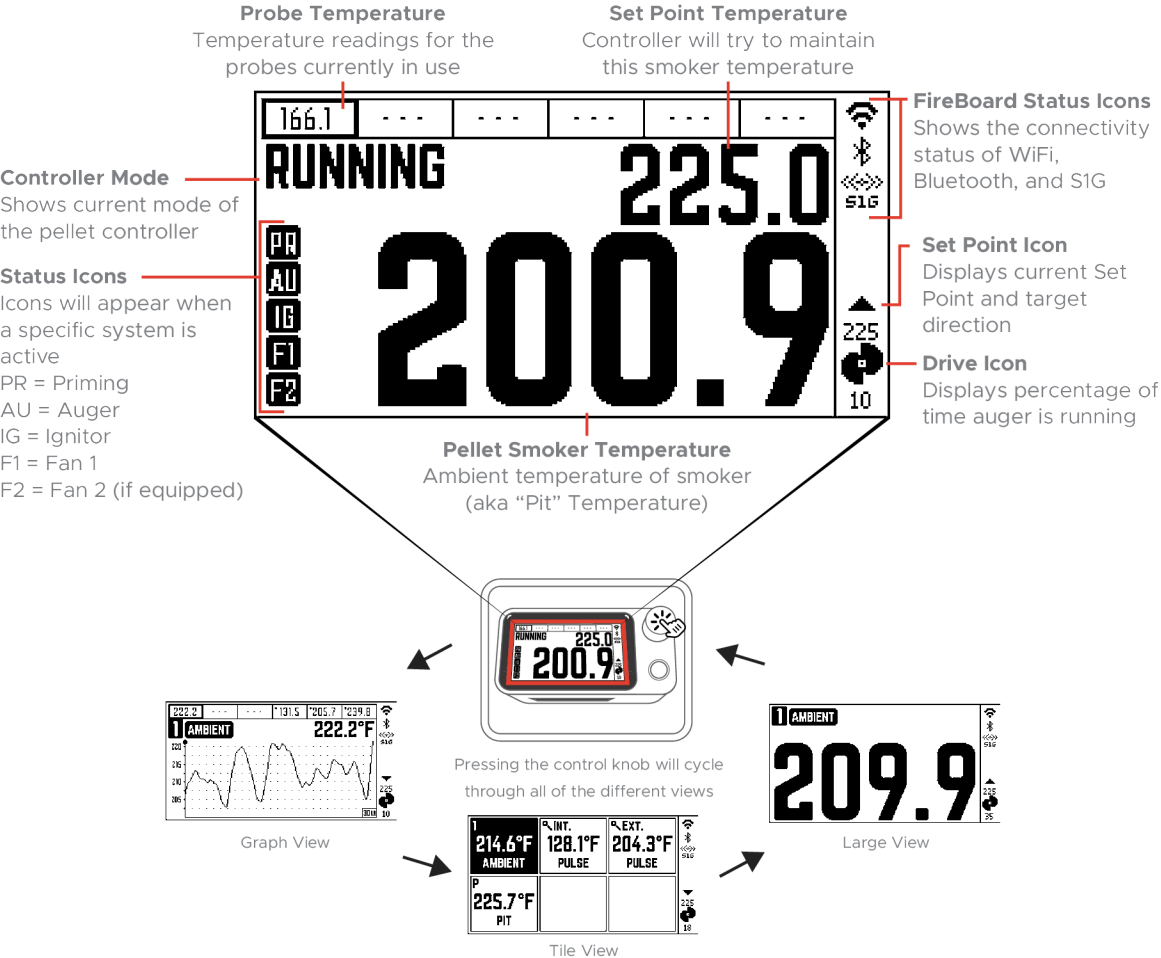 Probe Temperature
Temperature readings for the
probes currently in use
Set Point Temperature
Controller will try to maintain
this smoker temperature
FireBoard Status Icons
Shows the connectivity
status of WiFi,
Bluetooth, and S1G
Controller Mode
Shows current mode of
the pellet controller
Status Icons
Icons will appear when
a specific system is
active
PR = Priming
AU = Auger
IG = Ignitor
F1 = Fan 1
F2 = Fan 2 (if equipped)
166.1 --- --- --- --- ---
RUNNING
225.0
S1G
PR
AU
IG
F1
F2
200.9
225
10
Set Point Icon
Displays current Set
Point and target
direction
Drive Icon
Displays percentage of
time auger is running
Pellet Smoker Temperature
Ambient temperature of smoker
(aka “Pit” Temperature)
166.1 --- --- --- --- ---
RUNNING
225.0
200.9
Pressing the control knob will cycle
through all of the different views
222.2 --- --- *131.5 *205.7 *239.8
1 AMBIENT
222.2°F
S1G
220
215
210
205
225
10
30M
Graph View
1
214.6°F
AMBIENT
INT.
128.1°F
PULSE
EXT.
204.3°F
PULSE
S1G
P
225.7°F
PIT
225
18
Tile View
1 AMBIENT
209.9
S1G
225
35
Large View